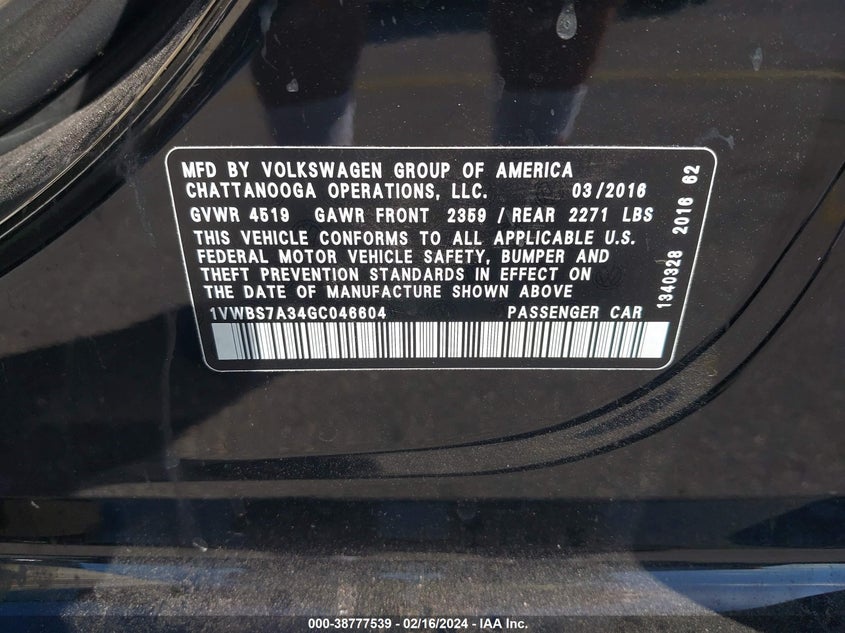 MFD BY VOLKSWAGEN GROUP OF AMERICA
CHATTANOOGA OPERATIONS, LLC. 03/2016
GVWR 4519 GAWR FRONT 2359 / REAR 2271 LBS
THIS VEHICLE CONFORMS TO ALL APPLICABLE U.S.
FEDERAL MOTOR VEHICLE SAFETY, BUMPER AND
THEFT PREVENTION STANDARDS IN EFFECT ON
THE DATE OF MANUFACTURE SHOWN ABOVE
1VWBS7A34GC046604 PASSENGER CAR
1340328 2016 62
000-38777539 - 02/16/2024 - IAA Inc.